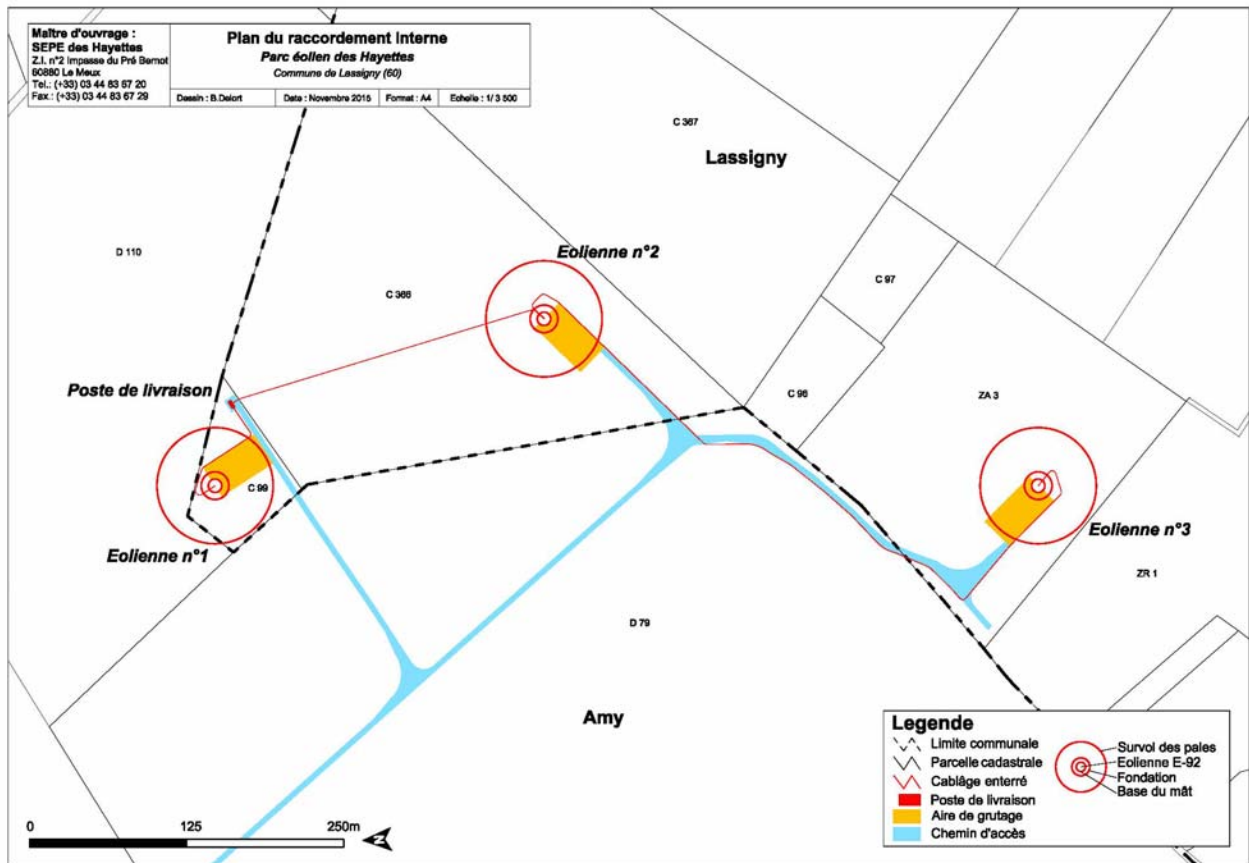 Maître d'ouvrage :
SEPE des Hayettes
Z.I. n°2 Impasse du Pré Bernot
60880 Le Meux
Tel.: (+33) 03 44 83 67 20
Fax.: (+33) 03 44 83 67 29
Plan du raccordement interne
Parc éolien des Hayettes
Commune de Lassigny (60)
Dessin : B.Delort
Date : Novembre 2015
Format : A4
Echelle : 1/ 3 500
C 367
Lassigny
D 110
Eolienne n°2
C 97
C 366
Poste de livraison
C 96
ZA 3
C 99
Eolienne n°1
Eolienne n°3
ZR 1
D 79
Amy
Legende
Limite communale
Parcelle cadastrale
Cablâge enterré
Poste de livraison
Aire de grutage
Chemin d'accès
Survol des pales
Eolienne E-92
Fondation
Base du mât
0 125 250m
Z